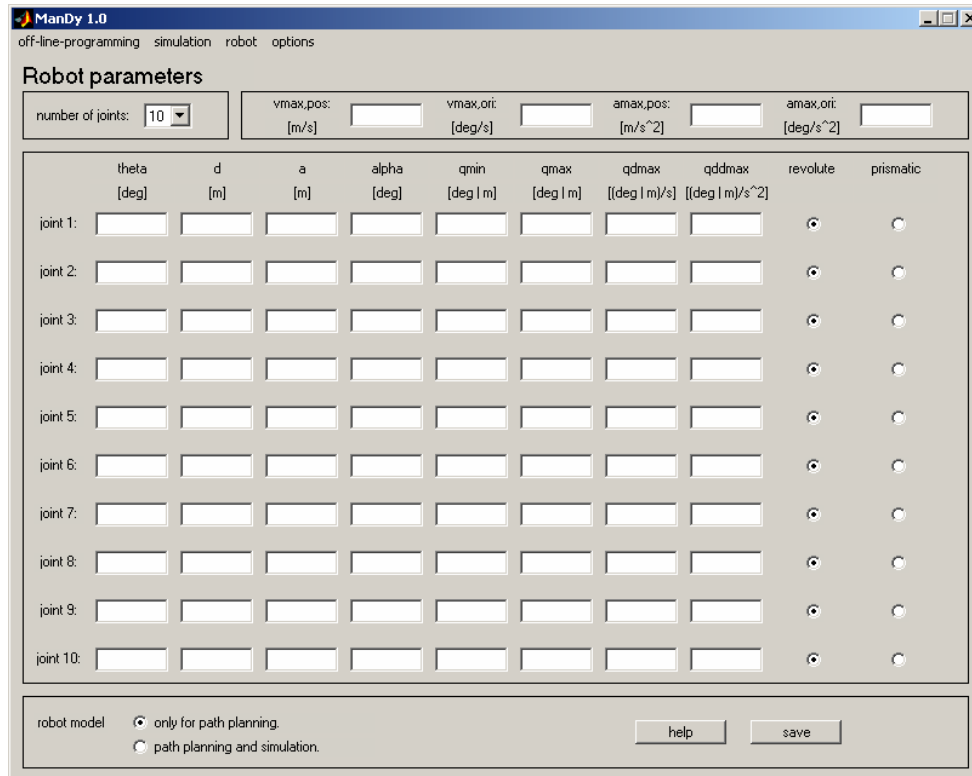 ManDy 1.0
off-line-programming simulation robot options
Robot parameters
number of joints: 10
vmax,pos: vmax,ori: amax,pos: amax,ori:
[m/s] [deg/s] [m/s^2] [deg/s^2]
theta d a alpha qmin qmax qdmax qddmax revolute prismatic
[deg] [m] [m] [deg] [deg | m] [deg | m] [(deg | m)/s] [(deg | m)/s^2]
joint 1:
joint 2:
joint 3:
joint 4:
joint 5:
joint 6:
joint 7:
joint 8:
joint 9:
joint 10:
robot model only for path planning. help save
path planning and simulation.